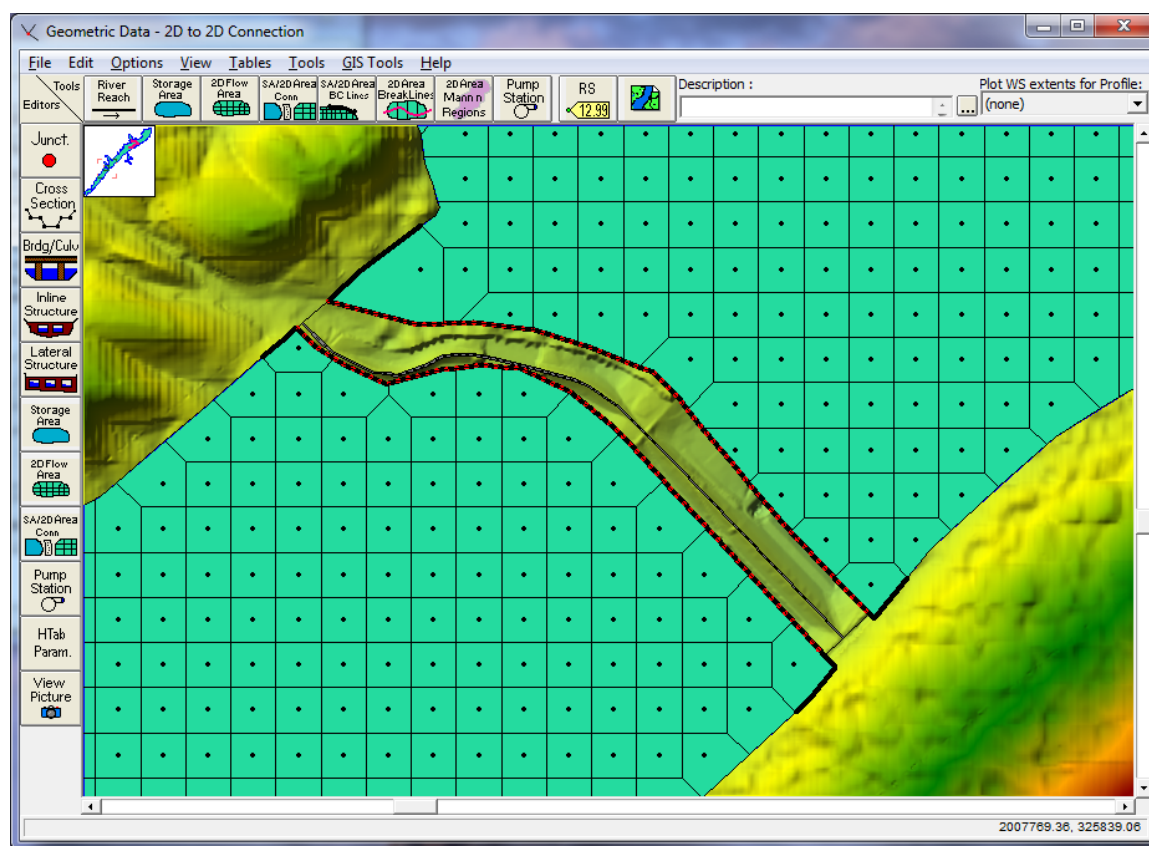 Geometric Data - 2D to 2D Connection
File Edit Options View Tables Tools GIS Tools Help
Tools
Editors
River
Reach
Storage
Area
2D Flow
Area
SA/2D Area
Conn
SA/2D Area
BC Lines
2D Area
BreakLines
2D Area
Mann n
Regions
Pump
Station
RS
12.99
Description :
Plot WS extents for Profile:
(none)
Junct.
Cross
Section
Brdg/Culv
Inline
Structure
Lateral
Structure
Storage
Area
2D Flow
Area
SA/2D Area
Conn
Pump
Station
HTab
Param.
View
Picture
2007769.36, 325839.06